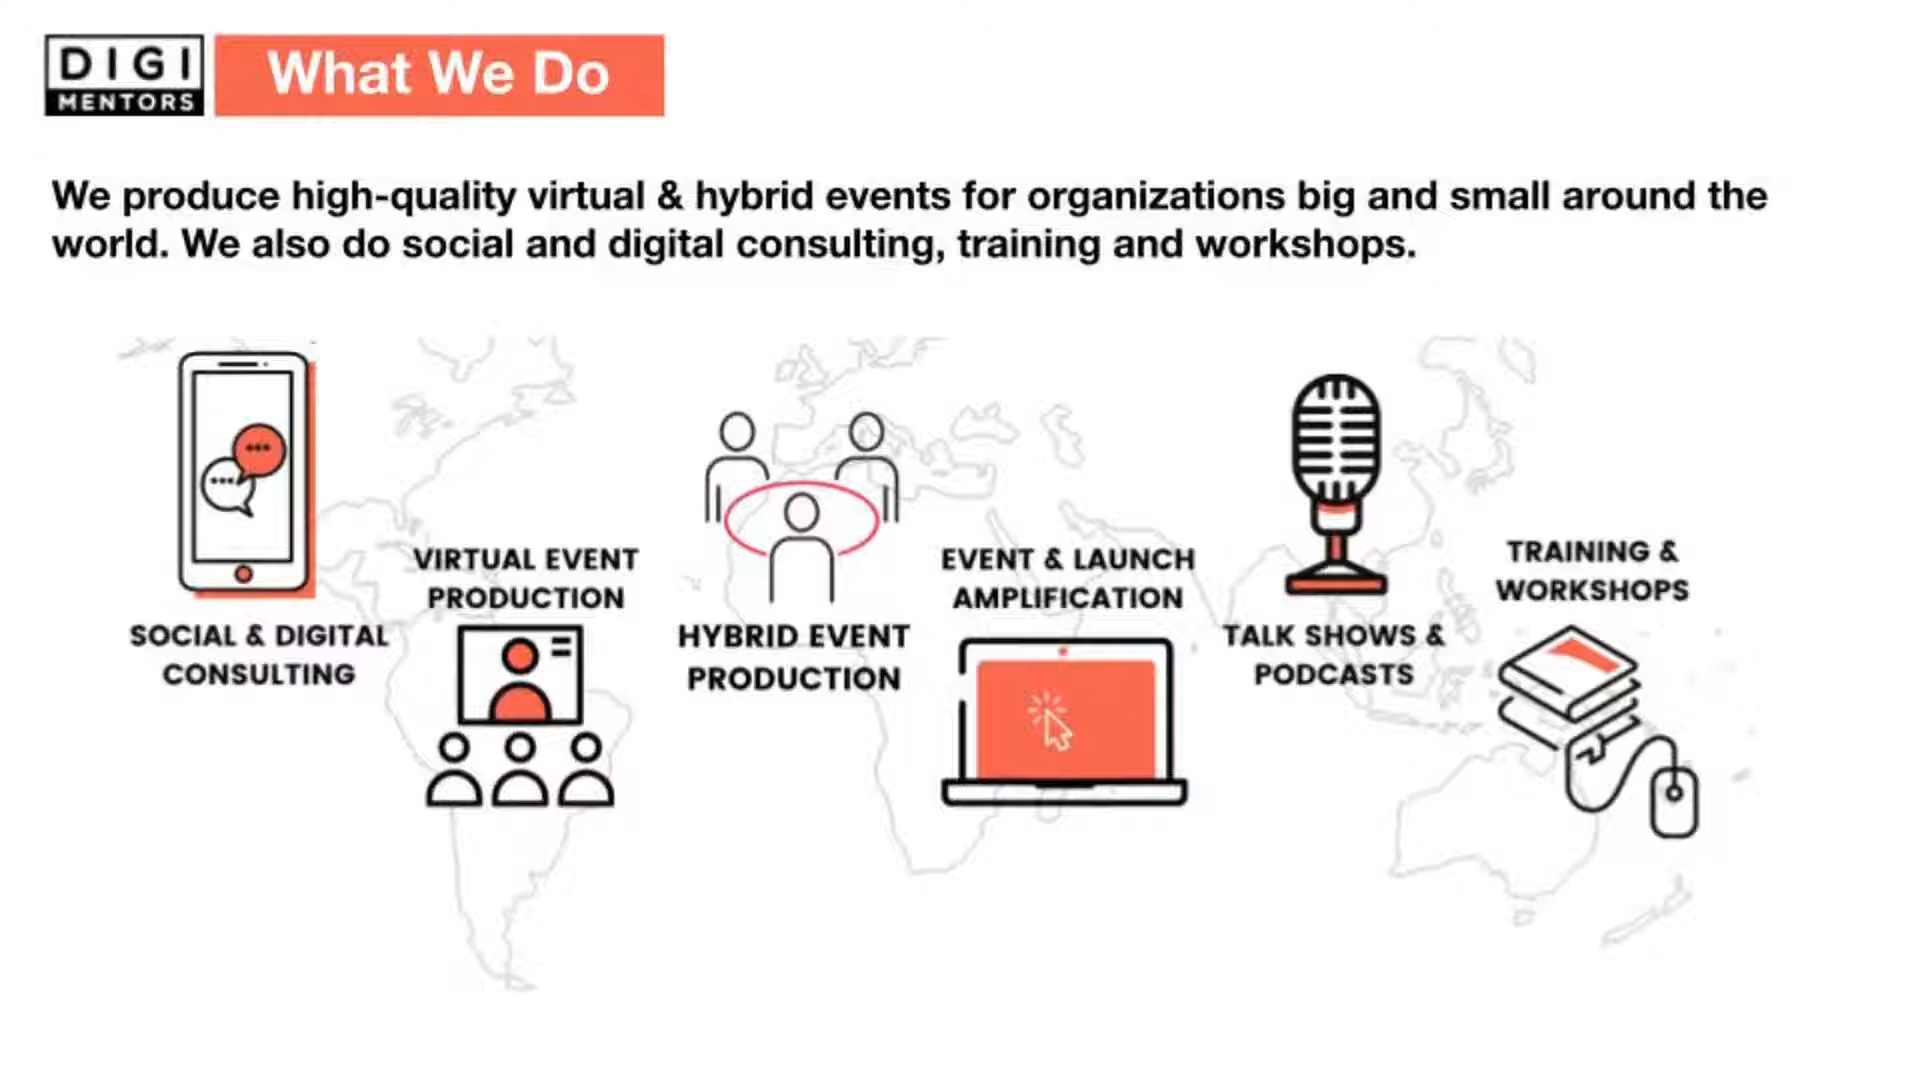 DIGI
MENTORS
What We Do
We produce high-quality virtual & hybrid events for organizations big and small around the
world. We also do social and digital consulting, training and workshops.
SOCIAL & DIGITAL
CONSULTING
VIRTUAL EVENT
PRODUCTION
HYBRID EVENT
PRODUCTION
EVENT & LAUNCH
AMPLIFICATION
TALK SHOWS &
PODCASTS
TRAINING &
WORKSHOPS